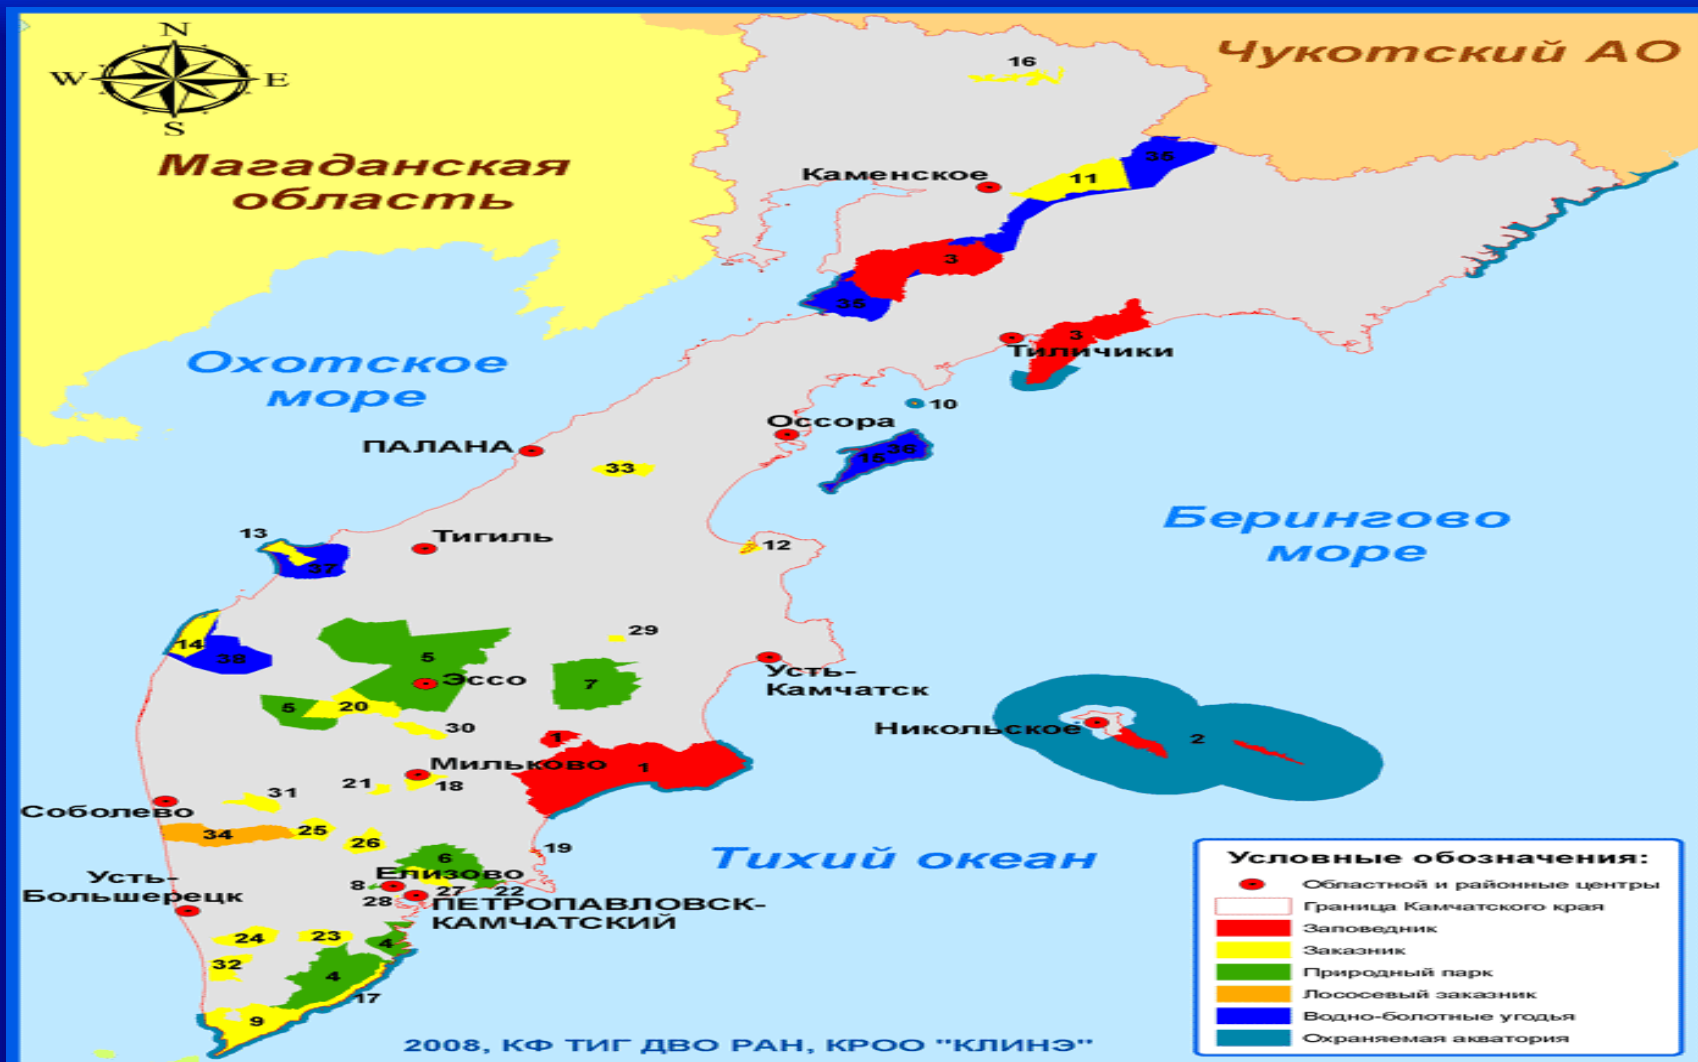 N
W E
S
Чукотский АО
16
Магаданская
область
35
Каменское
11
3
35
3
Тиличики
Охотское
море
10
Оссора
36
15
ПАЛАНА
33
Берингово
море
13
Тигиль
12
37
29
14
38
5
Эссо
7
Усть-
Камчатск
5
20
30
Никольское
2
1
Мильково
1
21
18
31
Соболево
34
25
26
19
Тихий океан
6
Елизово
Усть-
Большерецк
8
27
22
28
ПЕТРОПАВЛОВСК-
КАМЧАТСКИЙ
24
23
4
32
4
17
9
2008, КФ ТИГ ДВО РАН, КРОО "КЛИНЭ"
Условные обозначения:
Областной и районные центры
Граница Камчатского края
Заповедник
Заказник
Природный парк
Лососевый заказник
Водно-болотные угодья
Охраняемая акватория